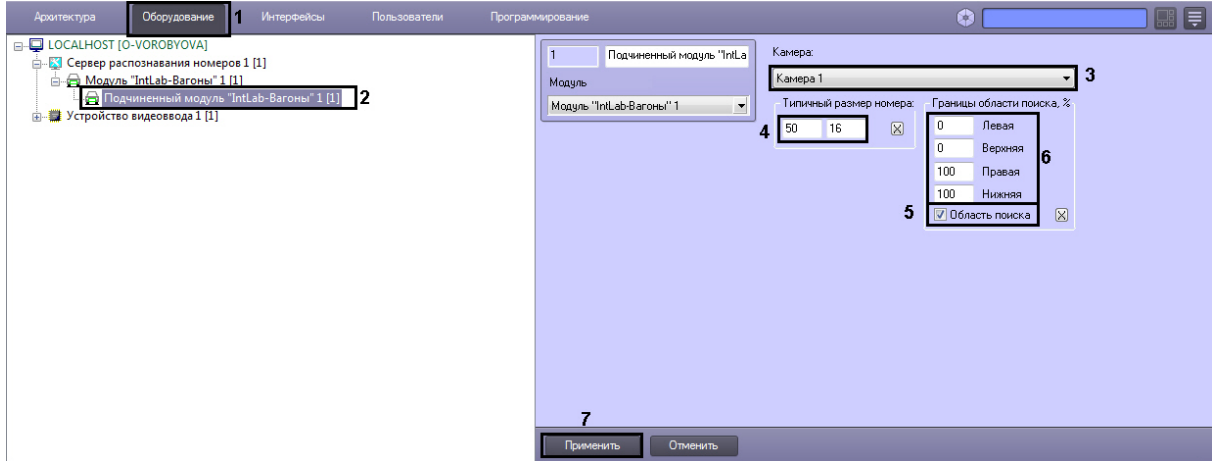 Архитектура Оборудование 1 Интерфейсы Пользователи Программирование
LOCALHOST [O-VOROBYOVA]
Сервер распознавания номеров 1 [1]
Модуль "IntLab-Вагоны" 1 [1]
Подчиненный модуль "IntLab-Вагоны" 1 [1] 2
Устройство видеоввода 1 [1]
1 Подчиненный модуль "IntLa
Модуль
Модуль "IntLab-Вагоны" 1
Камера:
Камера 1 3
Типичный размер номера:
4 50 16
Границы области поиска, %
0 Левая
0 Верхняя
6
100 Правая
100 Нижняя
5 Область поиска
7
Применить Отменить